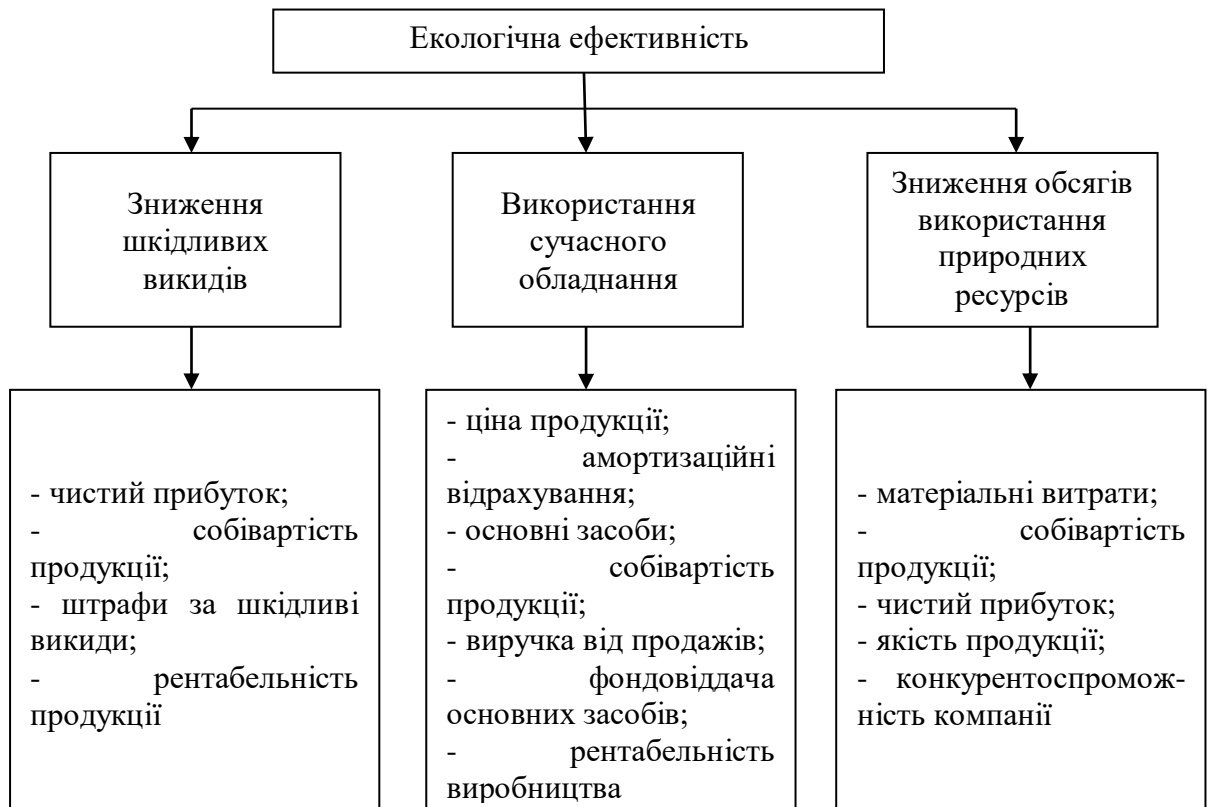 Екологічна ефективність
Зниження
шкідливих
викидів
Використання
сучасного
обладнання
Зниження обсягів
використання
природних
ресурсів
- чистий прибуток;
- собівартість
продукції;
- штрафи за шкідливі
викиди;
- рентабельність
продукції
- ціна продукції;
- амортизаційні
відрахування;
- основні засоби;
- собівартість
продукції;
- виручка від продажів;
- фондовіддача
основних засобів;
- рентабельність
виробництва
- матеріальні витрати;
- собівартість
продукції;
- чистий прибуток;
- якість продукції;
- конкурентоспромож-
ність компанії